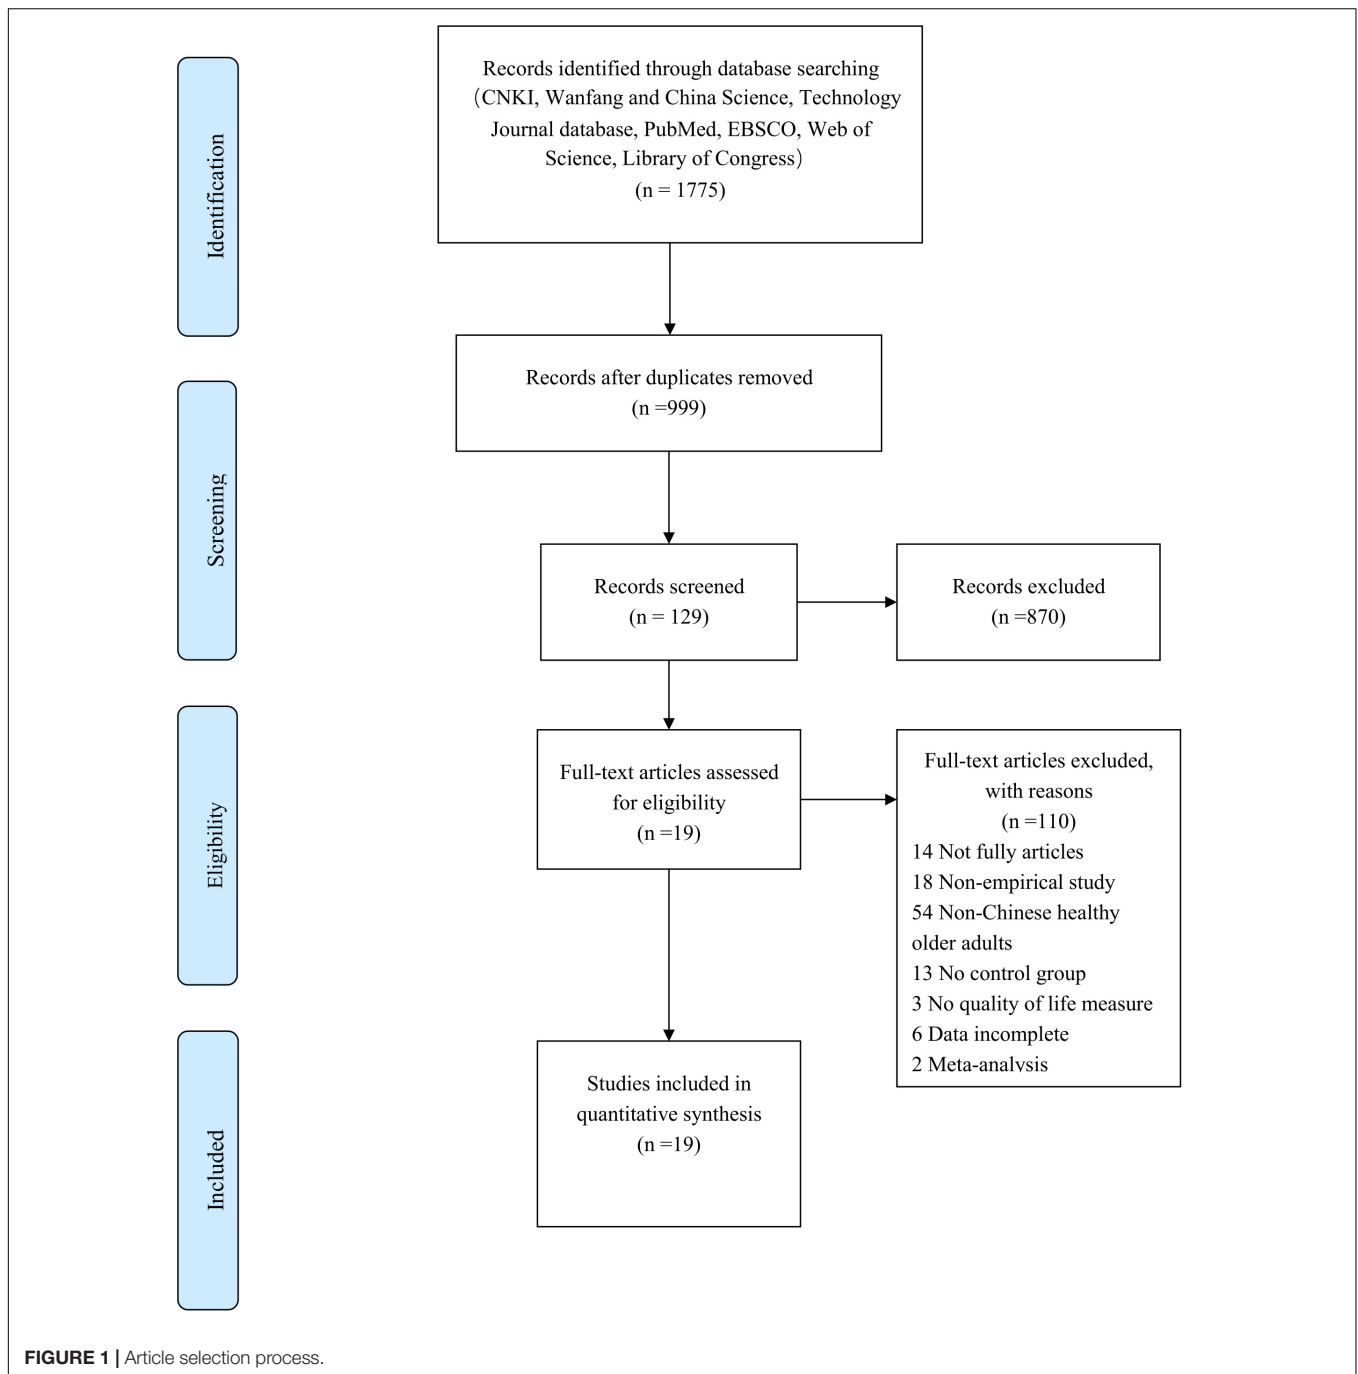 Identification
Records identified through database searching
（CNKI, Wanfang and China Science, Technology
Journal database, PubMed, EBSCO, Web of
Science, Library of Congress）
(n = 1775)
Records after duplicates removed
(n =999)
Screening
Records screened
(n = 129)
Records excluded
(n =870)
Eligibility
Full-text articles assessed
for eligibility
(n =19)
Full-text articles excluded,
with reasons
(n =110)
14 Not fully articles
18 Non-empirical study
54 Non-Chinese healthy
older adults
13 No control group
3 No quality of life measure
6 Data incomplete
2 Meta-analysis
Included
Studies included in
quantitative synthesis
(n =19)
FIGURE 1 | Article selection process.